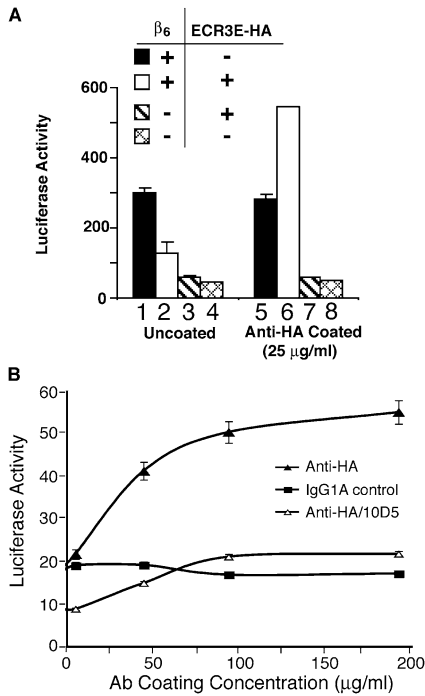 A
β6 ECR3E-HA
+ -
+ +
- +
- -
Luciferase Activity
600
400
200
0
1 2 3 4 5 6 7 8
Uncoated Anti-HA Coated
(25 μg/ml)
B
Luciferase Activity
60
50
40
30
20
10
0
Anti-HA
IgG1A control
Anti-HA/10D5
0 50 100 150 200
Ab Coating Concentration (μg/ml)